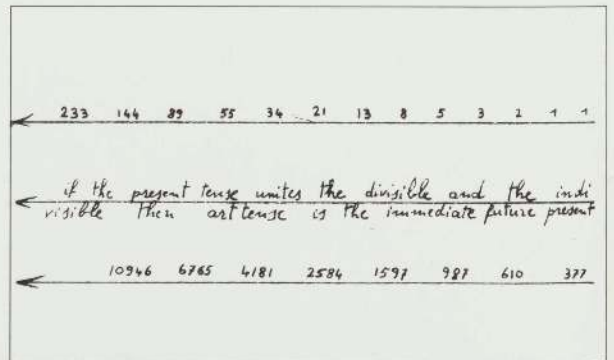 233 144 89 55 34 21 13 8 5 3 2 1 1
if the present tense unites the divisible and the indi
visible then art tense is the immediate future present
10946 6765 4181 2584 1597 987 610 377